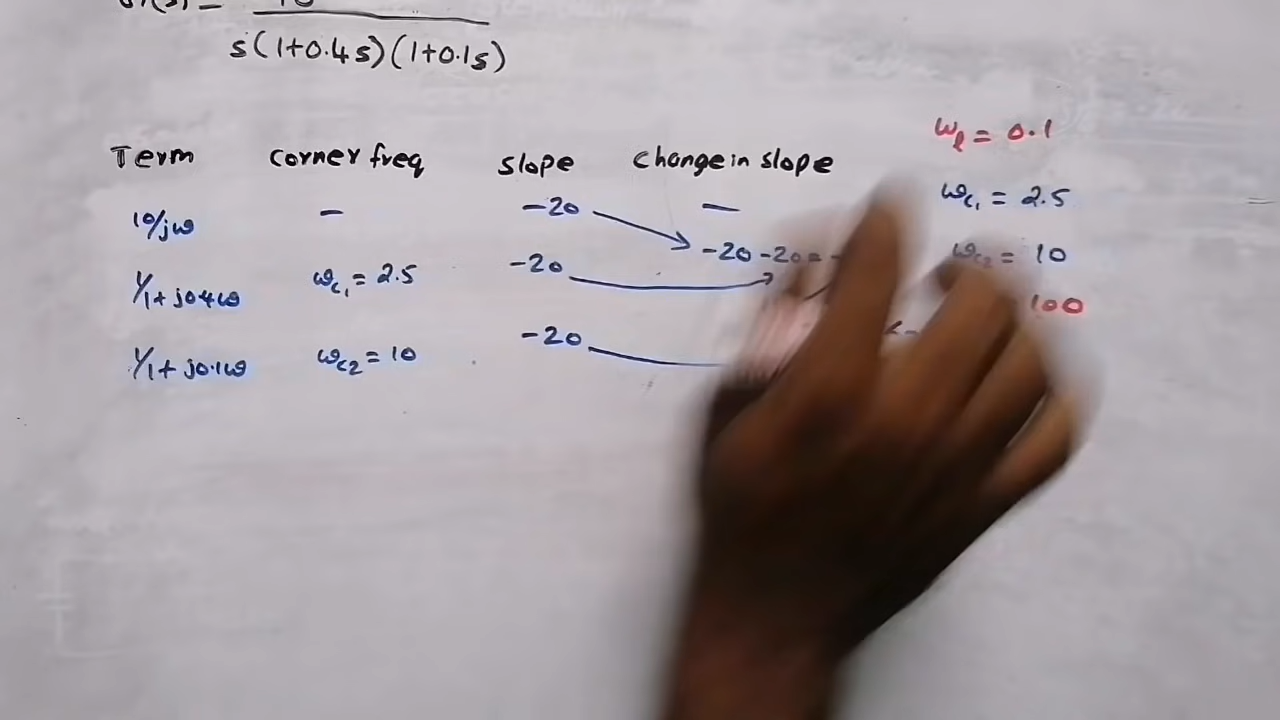 s(1+0.4s)(1+0.1s)
Term corner freq slope change in slope
10/jω - -20 -
1/1+j0.4ω ωc1 = 2.5 -20 -20-20=
1/1+j0.1ω ωc2 = 10 -20
ωl = 0.1
ωc1 = 2.5
ωc2 = 10
100